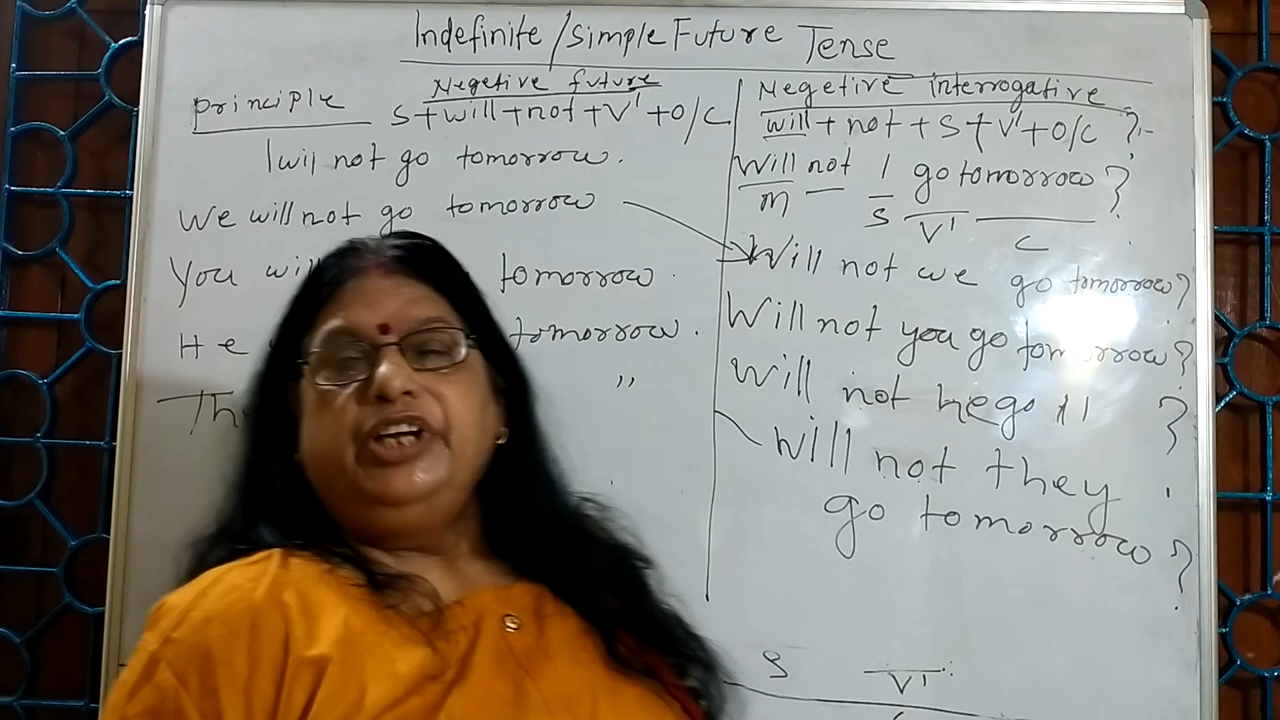 Indefinite/Simple Future Tense
Negetive future
principle S+will+not+V¹+O/C
I wil not go tomorrow.
We will not go tomorrow
You wil tomorrow.
He tomorrow.
Th "
Negetive interrogative
will+not+S+V¹+O/C?
Will not I go tomorrow?
m S V¹ C
Will not we go tomorrow?
Will not you go tomorrow?
Will not he go 11 ?
Will not they
go tomorrow?
S V¹